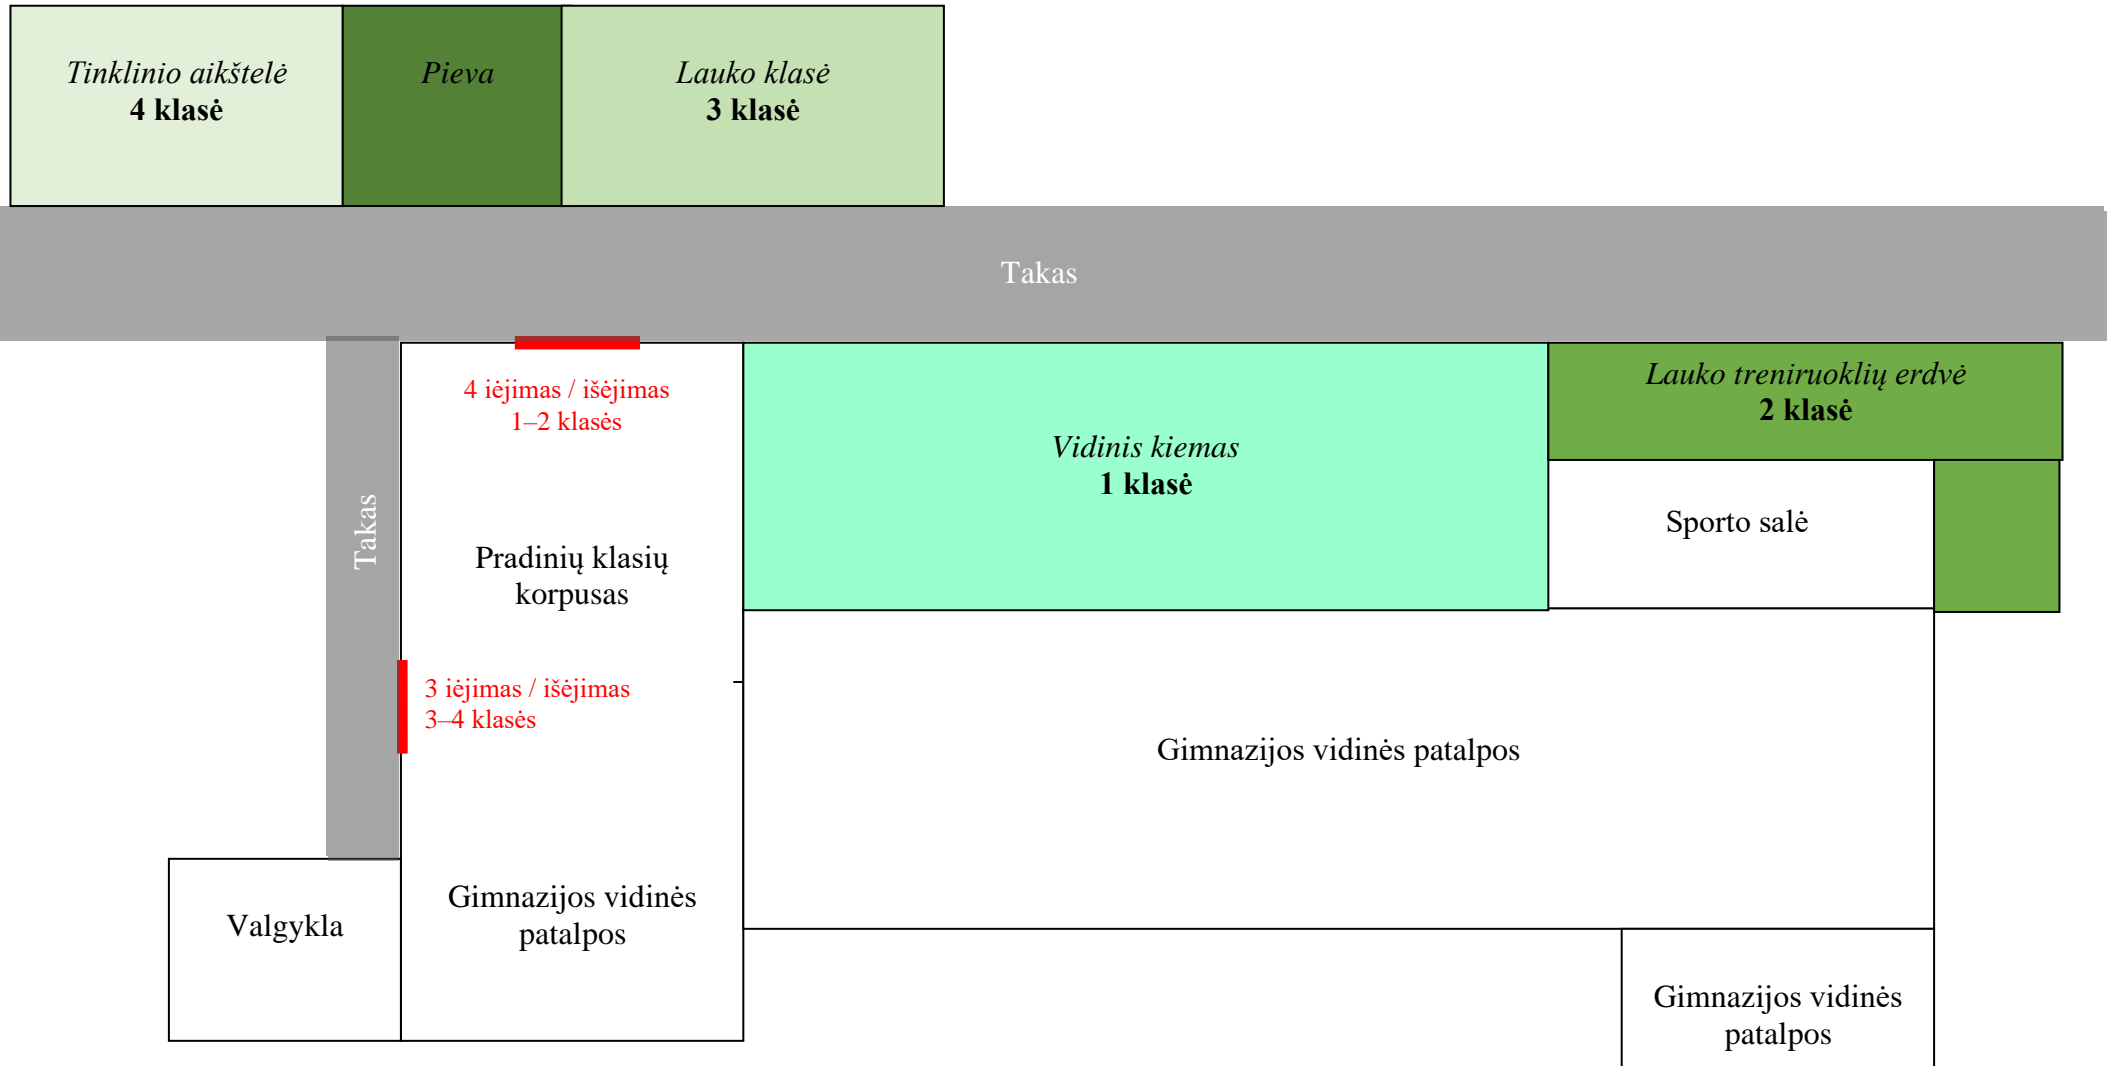 Tinklinio aikštelė
4 klasė
Pieva
Lauko klasė
3 klasė
Takas
4 iėjimas / išėjimas
1–2 klasės
Lauko treniruoklių erdvė
2 klasė
Vidinis kiemas
1 klasė
Takas
Sporto salė
Pradinių klasių
korpusas
3 iėjimas / išėjimas
3–4 klasės
Gimnazijos vidinės patalpos
Valgykla
Gimnazijos vidinės
patalpos
Gimnazijos vidinės
patalpos